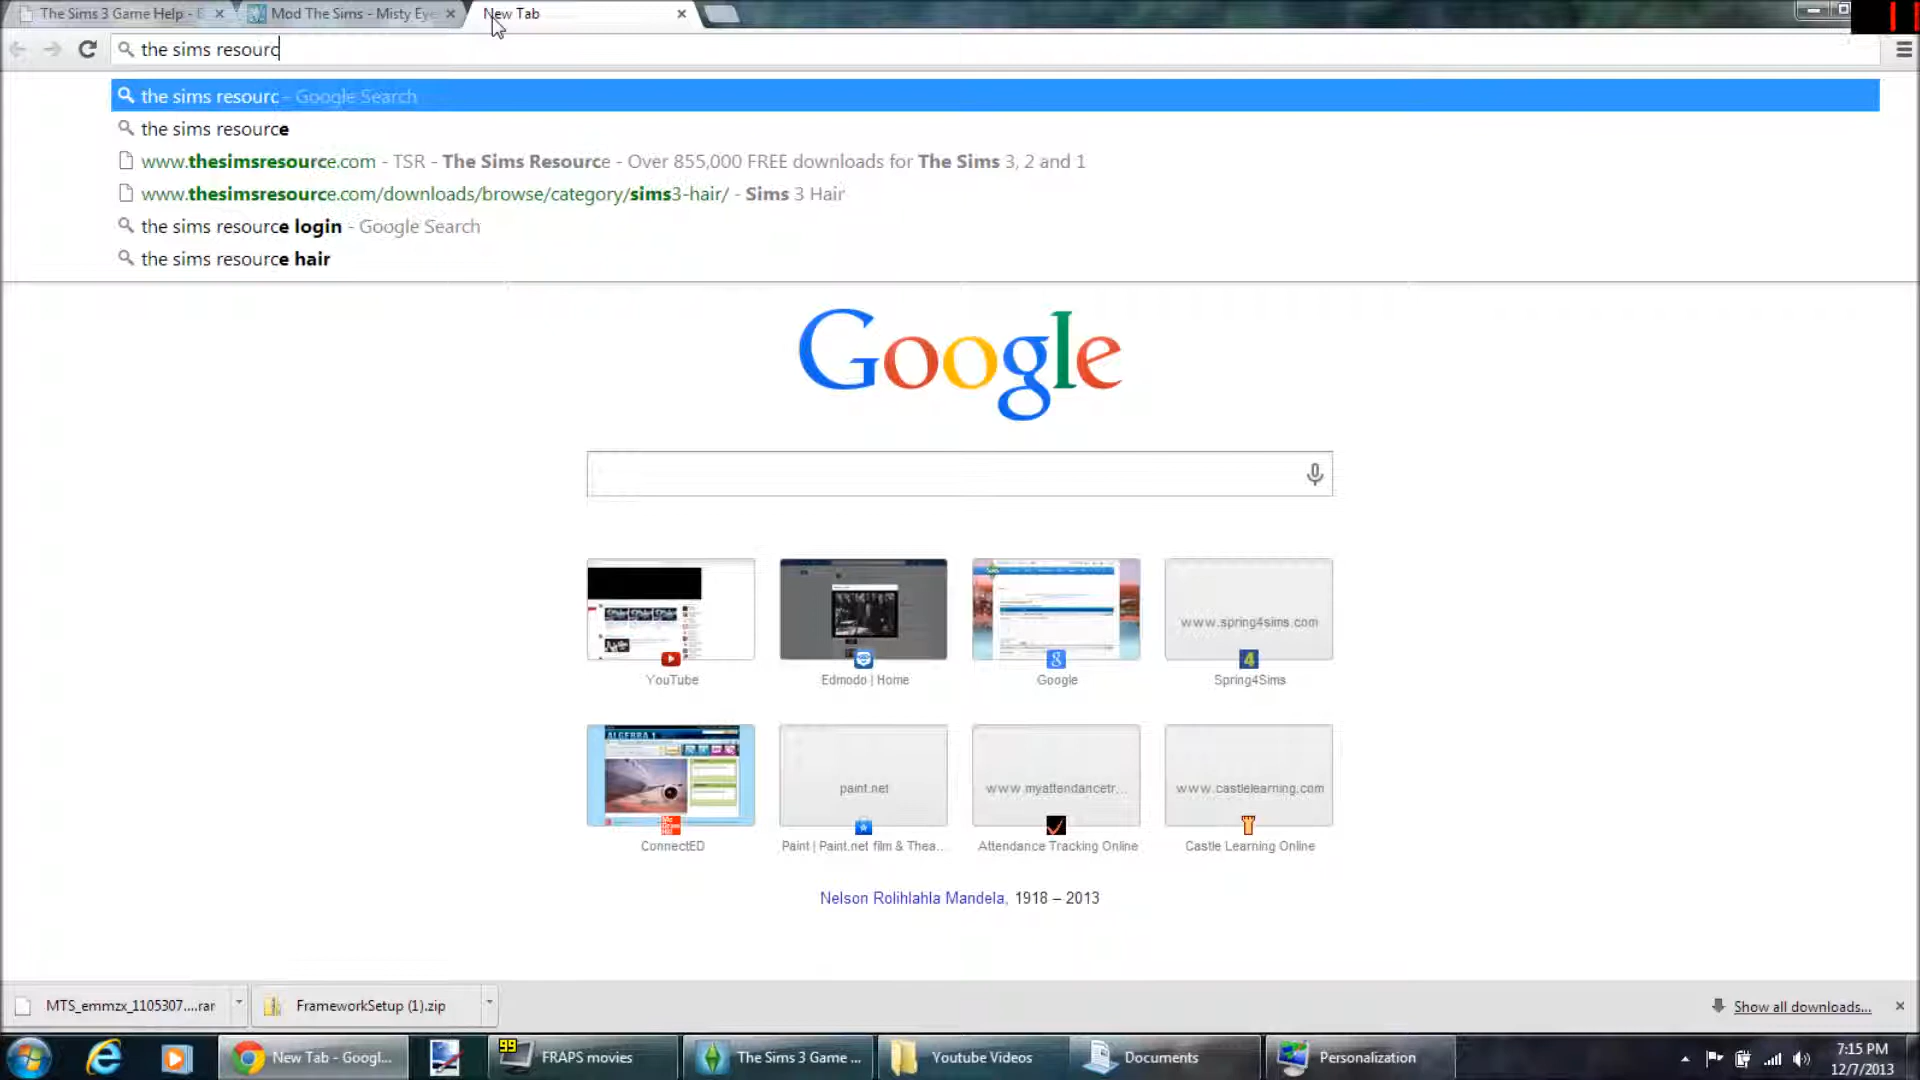 The Sims 3 Game Help - E
Mod The Sims - Misty Eye
New Tab
the sims resourc
the sims resourc - Google Search
the sims resource
www.thesimsresource.com - TSR - The Sims Resource - Over 855,000 FREE downloads for The Sims 3, 2 and 1
www.thesimsresource.com/downloads/browse/category/sims3-hair/ - Sims 3 Hair
the sims resource login - Google Search
the sims resource hair
Google
www.spring4sims.com
YouTube
Edmodo | Home
Google
Spring4Sims
ALGEBRA 1
paint.net
www.myattendancetr...
www.castlelearning.com
ConnectED
Paint | Paint.net film & Thea...
Attendance Tracking Online
Castle Learning Online
Nelson Rolihlahla Mandela, 1918 – 2013
MTS_emmzx_1105307....rar
FrameworkSetup (1).zip
Show all downloads...
New Tab - Googl...
99
FRAPS movies
The Sims 3 Game ...
Youtube Videos
Documents
Personalization
7:15 PM
12/7/2013